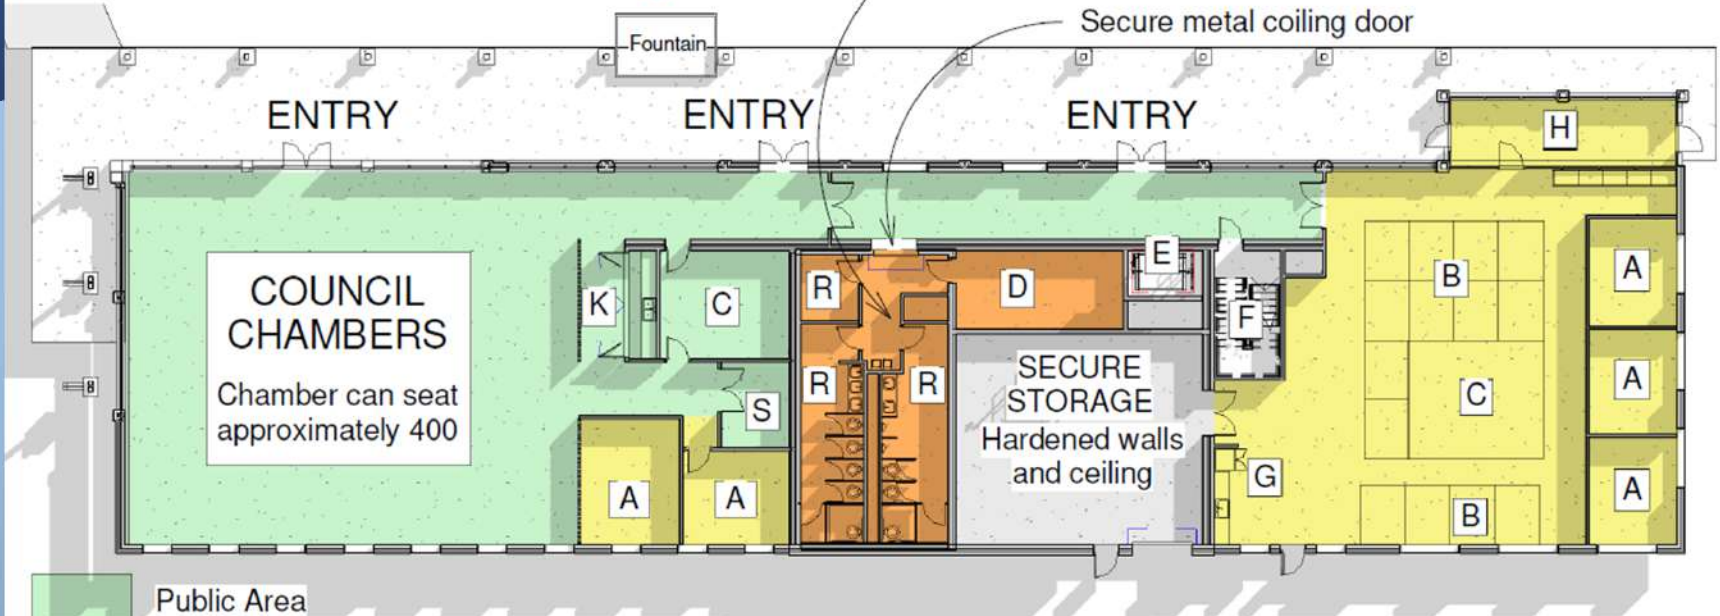 Secure metal coiling door
Fountain
ENTRY
ENTRY
ENTRY
H
COUNCIL
CHAMBERS
Chamber can seat
approximately 400
K
C
S
A
A
R
R
R
D
E
F
SECURE
STORAGE
Hardened walls
and ceiling
G
B
C
B
A
A
A
Public Area